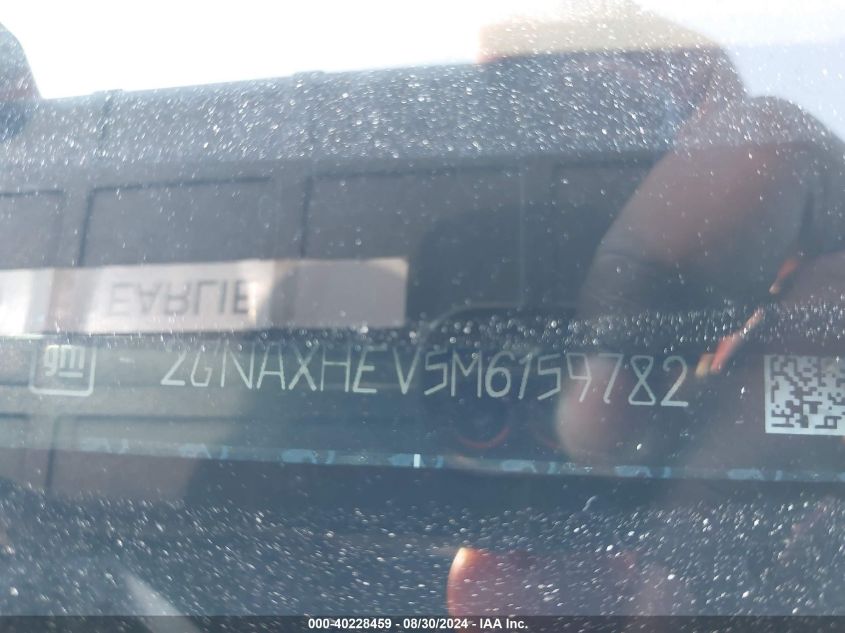 EARLIE
gm - 2GNAXHEV5M6159782
000-40228459 - 08/30/2024 - IAA Inc.